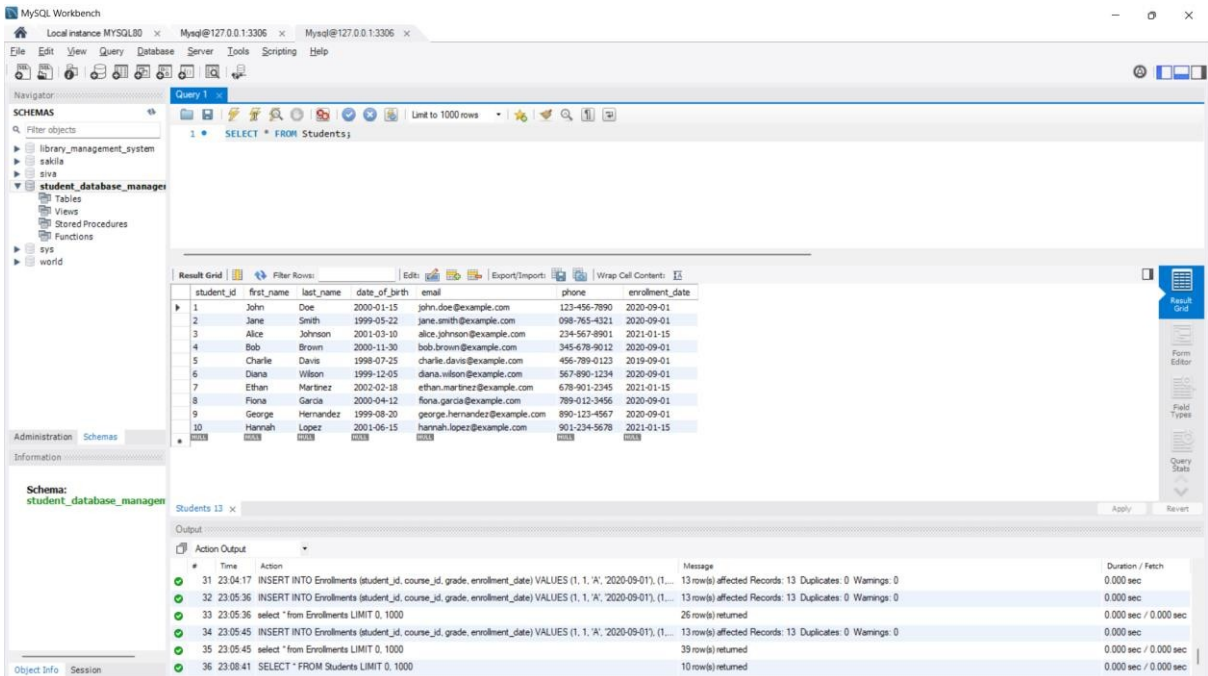 MySQL Workbench
Local instance MYSQL80 × Mysql@127.0.0.1:3306 × Mysql@127.0.0.1:3306 ×
File Edit View Query Database Server Tools Scripting Help
Navigator
SCHEMAS
Filter objects
library_management_system
sakila
siva
student_database_manager
Tables
Views
Stored Procedures
Functions
sys
world
Administration Schemas
Information
Schema:
student_database_managem
Object Info Session
Query 1 ×
Limit to 1000 rows
1 SELECT * FROM Students;
Result Grid Filter Rows: Edit: Export/Import: Wrap Cell Content:
student_id first_name last_name date_of_birth email phone enrollment_date
1 John Doe 2000-01-15 john.doe@example.com 123-456-7890 2020-09-01
2 Jane Smith 1999-05-22 jane.smith@example.com 098-765-4321 2020-09-01
3 Alice Johnson 2001-03-10 alice.johnson@example.com 234-567-8901 2021-01-15
4 Bob Brown 2000-11-30 bob.brown@example.com 345-678-9012 2020-09-01
5 Charlie Davis 1998-07-25 charlie.davis@example.com 456-789-0123 2019-09-01
6 Diana Wilson 1999-12-05 diana.wilson@example.com 567-890-1234 2020-09-01
7 Ethan Martinez 2002-02-18 ethan.martinez@example.com 678-901-2345 2021-01-15
8 Fiona Garcia 2000-04-12 fiona.garcia@example.com 789-012-3456 2020-09-01
9 George Hernandez 1999-08-20 george.hernandez@example.com 890-123-4567 2020-09-01
10 Hannah Lopez 2001-06-15 hannah.lopez@example.com 901-234-5678 2021-01-15
NULL NULL NULL NULL NULL NULL NULL
Result
Grid
Form
Editor
Field
Types
Query
Stats
Students 13 × Apply Revert
Output
Action Output
# Time Action Message Duration / Fetch
31 23:04:17 INSERT INTO Enrollments (student_id, course_id, grade, enrollment_date) VALUES (1, 1, 'A', '2020-09-01'), (1,... 13 row(s) affected Records: 13 Duplicates: 0 Warnings: 0 0.000 sec
32 23:05:36 INSERT INTO Enrollments (student_id, course_id, grade, enrollment_date) VALUES (1, 1, 'A', '2020-09-01'), (1,... 13 row(s) affected Records: 13 Duplicates: 0 Warnings: 0 0.000 sec
33 23:05:36 select * from Enrollments LIMIT 0, 1000 26 row(s) returned 0.000 sec / 0.000 sec
34 23:05:45 INSERT INTO Enrollments (student_id, course_id, grade, enrollment_date) VALUES (1, 1, 'A', '2020-09-01'), (1,... 13 row(s) affected Records: 13 Duplicates: 0 Warnings: 0 0.000 sec
35 23:05:45 select * from Enrollments LIMIT 0, 1000 39 row(s) returned 0.000 sec / 0.000 sec
36 23:08:41 SELECT * FROM Students LIMIT 0, 1000 10 row(s) returned 0.000 sec / 0.000 sec